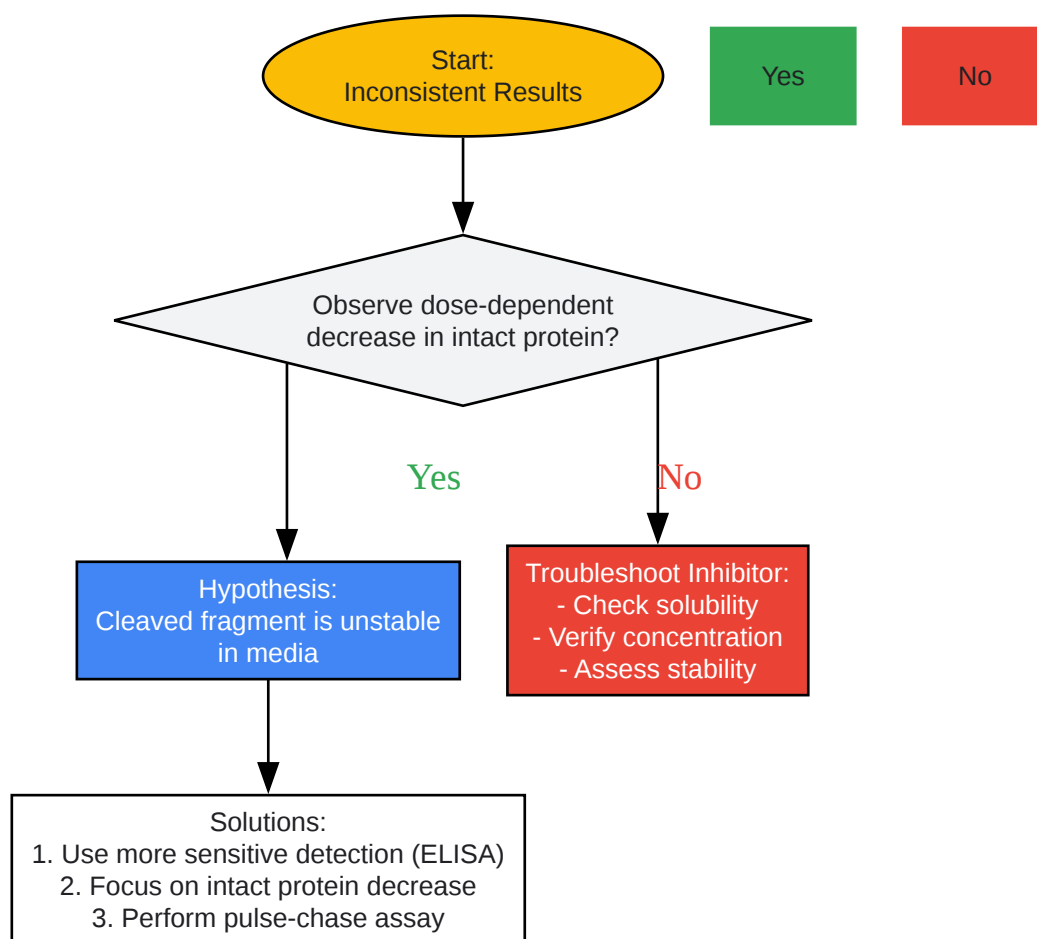 Start:
Inconsistent Results
Yes
No
Observe dose-dependent
decrease in intact protein?
Yes
No
Hypothesis:
Cleaved fragment is unstable
in media
Troubleshoot Inhibitor:
- Check solubility
- Verify concentration
- Assess stability
Solutions:
1. Use more sensitive detection (ELISA)
2. Focus on intact protein decrease
3. Perform pulse-chase assay